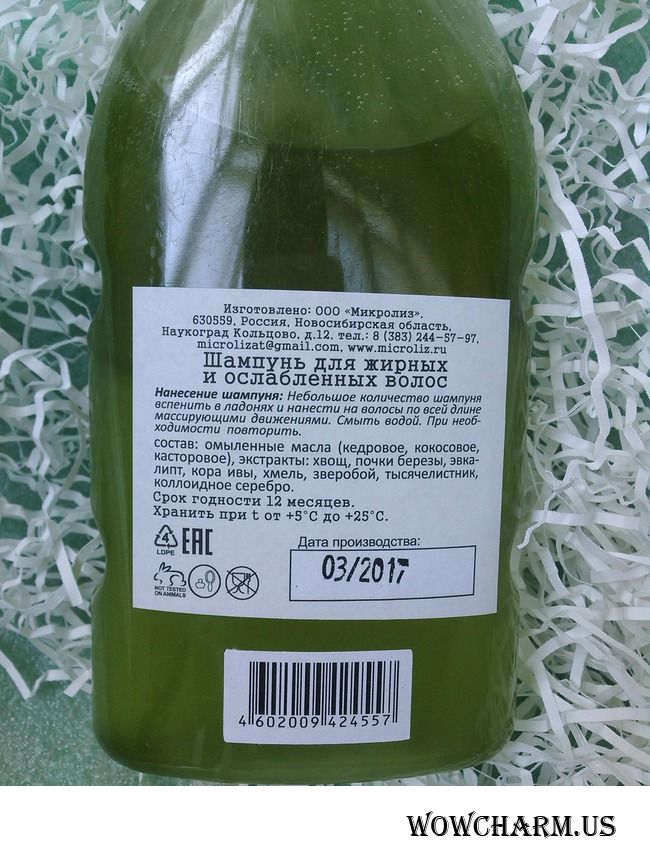 Изготовлено: ООО «Микролиз».
630559, Россия, Новосибирская область,
Наукоград Кольцово, д.12. тел.: 8 (383) 244-57-97,
microlizat@gmail.com, www.microliz.ru
Шампунь для жирных
и ослабленных волос
Нанесение шампуня: Небольшое количество шампуня
вспенить в ладонях и нанести на волосы по всей длине
массирующими движениями. Смыть водой. При необ-
ходимости повторить.
состав: омыленные масла (кедровое, кокосовое,
касторовое), экстракты: хвощ, почки березы, эвка-
липт, кора ивы, хмель, зверобой, тысячелистник,
коллоидное серебро.
Срок годности 12 месяцев.
Хранить при t от +5°C до +25°C.
4
LDPE
EAC
Дата производства:
03/2017
NOT TESTED
ON ANIMALS
4 602009 424557
WOWCHARM.US